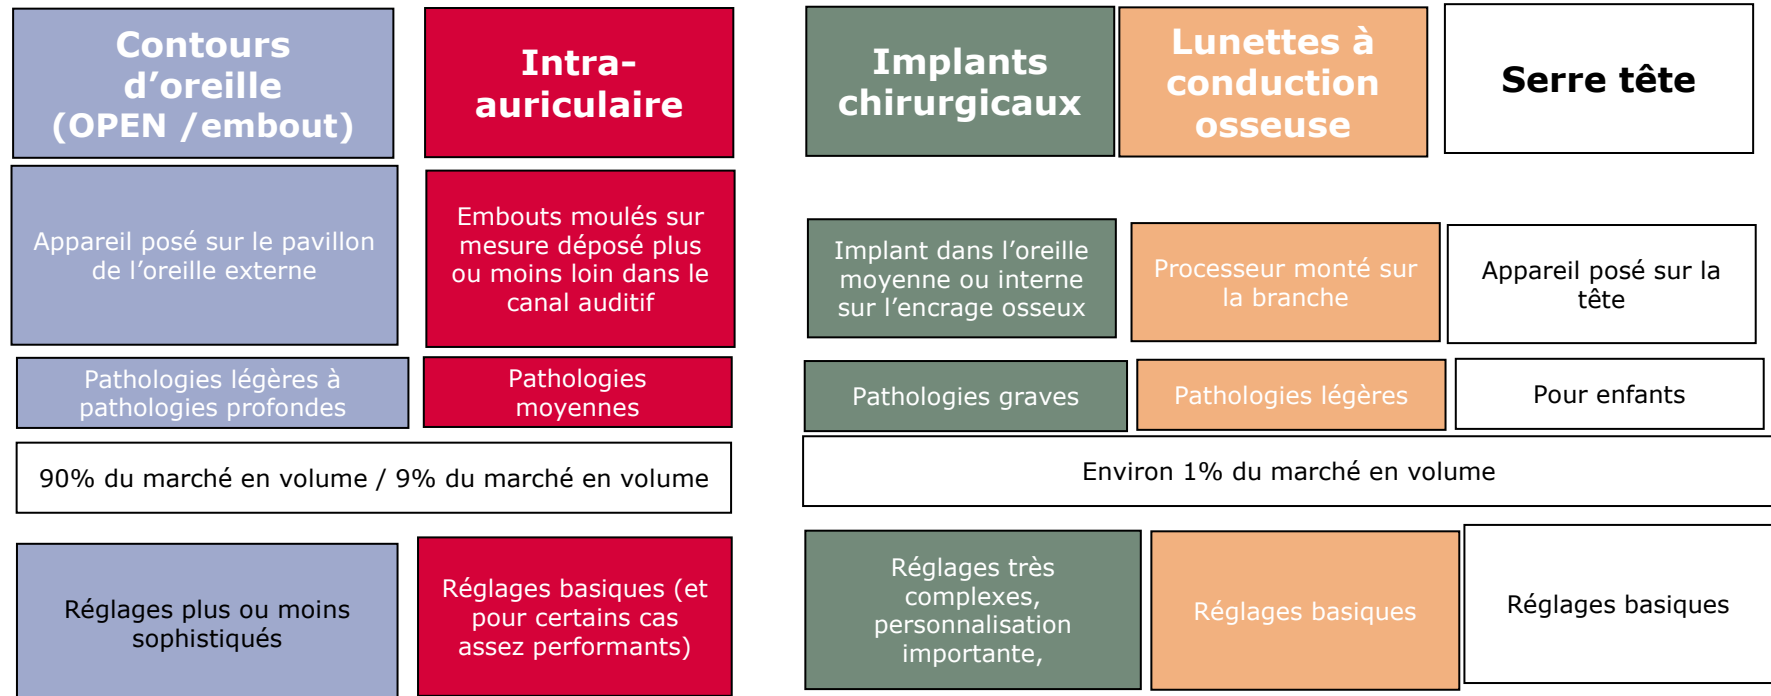 Contours
d’oreille
(OPEN /embout)
Intra-
auriculaire
Implants
chirurgicaux
Lunettes à
conduction
osseuse
Serre tête
Appareil posé sur le pavillon
de l’oreille externe
Embouts moulés sur
mesure déposé plus
ou moins loin dans le
canal auditif
Implant dans l’oreille
moyenne ou interne
sur l’encrage osseux
Processeur monté sur
la branche
Appareil posé sur la
tête
Pathologies légères à
pathologies profondes
Pathologies
moyennes
Pathologies graves
Pathologies légères
Pour enfants
90% du marché en volume / 9% du marché en volume
Environ 1% du marché en volume
Réglages plus ou moins
sophistiqués
Réglages basiques (et
pour certains cas
assez performants)
Réglages très
complexes,
personnalisation
importante,
Réglages basiques
Réglages basiques